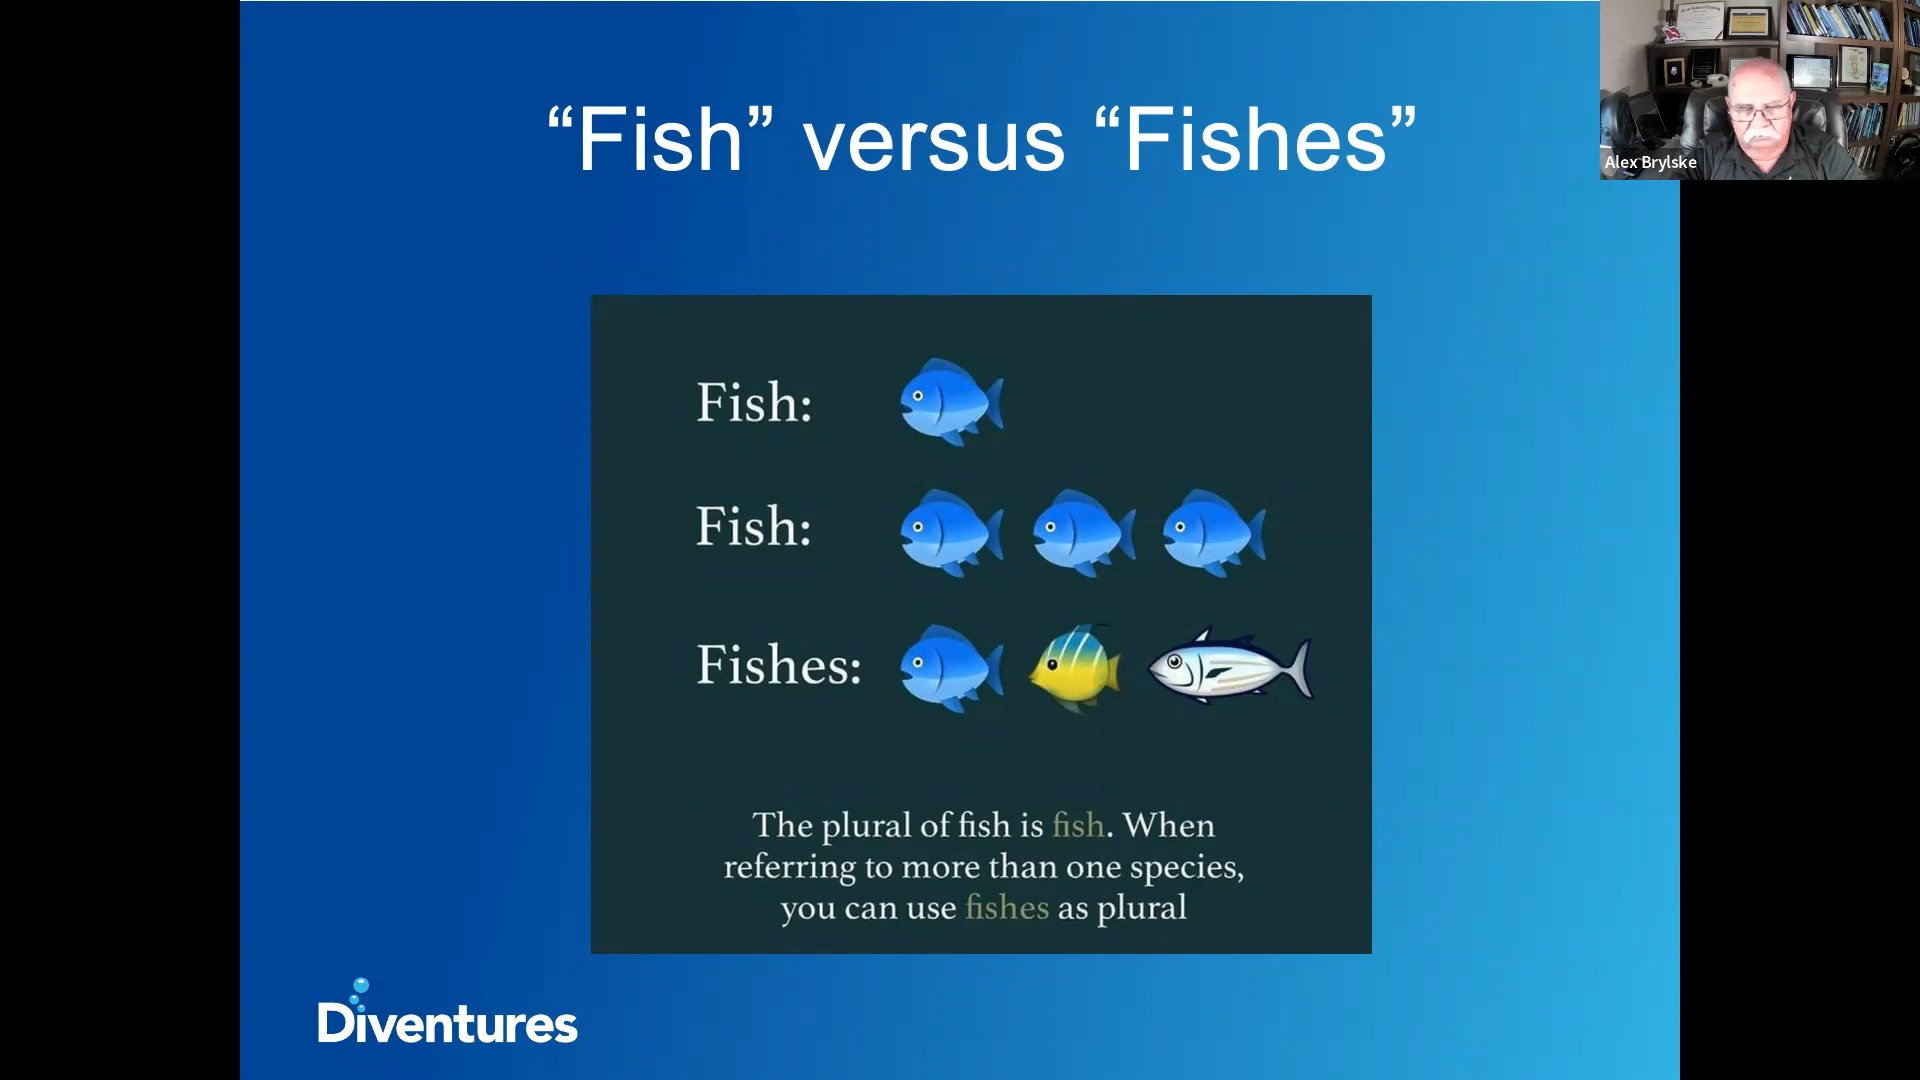 “Fish” versus “Fishes”
Alex Brylske
Fish:
Fish:
Fishes:
The plural of fish is fish. When
referring to more than one species,
you can use fishes as plural
Diventures